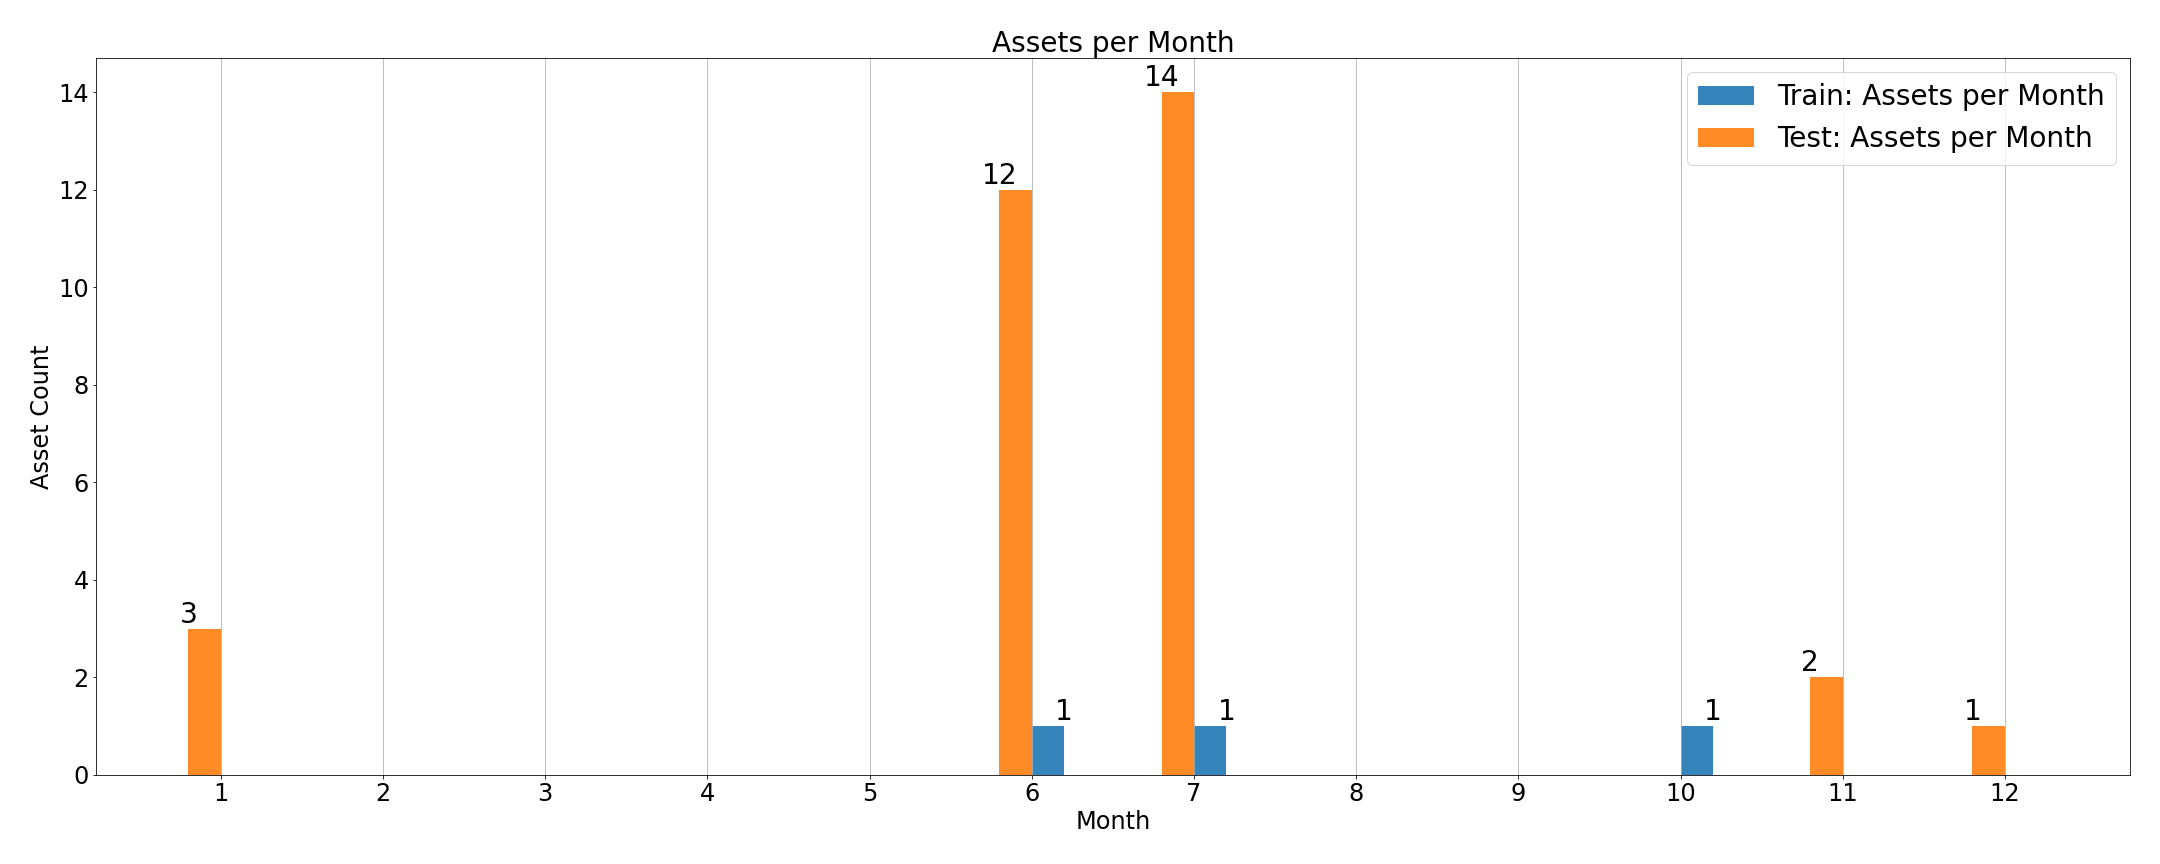 Assets per Month
Train: Assets per Month
Test: Assets per Month
Asset Count
14
12
10
8
6
4
2
0
3
12
1
14
1
1
2
1
1 2 3 4 5 6 7 8 9 10 11 12
Month